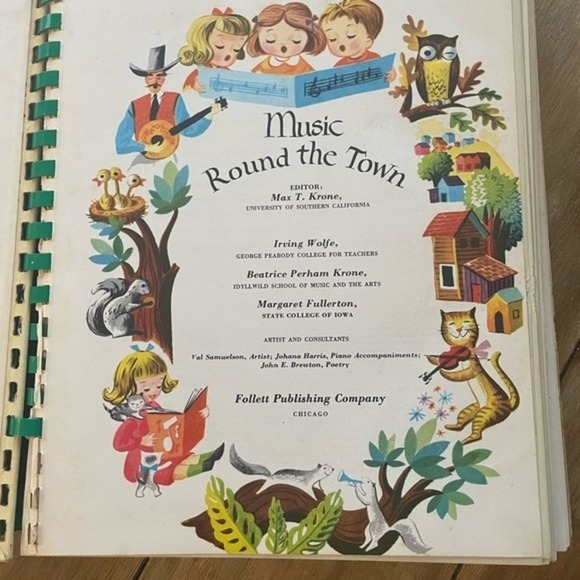 Music
Round the Town
EDITOR:
Max T. Krone,
UNIVERSITY OF SOUTHERN CALIFORNIA
Irving Wolfe,
GEORGE PEABODY COLLEGE FOR TEACHERS
Beatrice Perham Krone,
IDYLLWILD SCHOOL OF MUSIC AND THE ARTS
Margaret Fullerton,
STATE COLLEGE OF IOWA
ARTIST AND CONSULTANTS
Val Samuelson, Artist; Johana Harris, Piano Accompaniments;
John E. Brewton, Poetry
Follett Publishing Company
CHICAGO